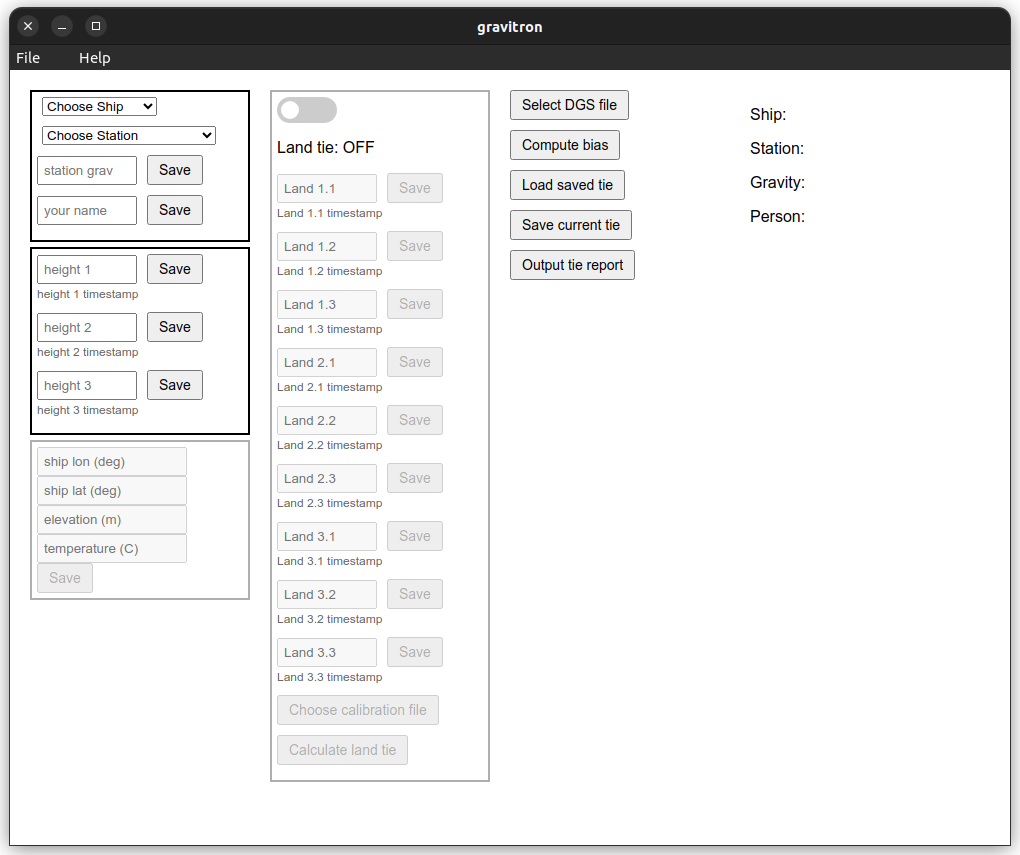 gravitron
File Help
Choose Ship
Choose Station
station grav Save
your name Save
height 1 Save
height 1 timestamp
height 2 Save
height 2 timestamp
height 3 Save
height 3 timestamp
ship lon (deg)
ship lat (deg)
elevation (m)
temperature (C)
Save
Land tie: OFF
Land 1.1 Save
Land 1.1 timestamp
Land 1.2 Save
Land 1.2 timestamp
Land 1.3 Save
Land 1.3 timestamp
Land 2.1 Save
Land 2.1 timestamp
Land 2.2 Save
Land 2.2 timestamp
Land 2.3 Save
Land 2.3 timestamp
Land 3.1 Save
Land 3.1 timestamp
Land 3.2 Save
Land 3.2 timestamp
Land 3.3 Save
Land 3.3 timestamp
Choose calibration file
Calculate land tie
Select DGS file
Compute bias
Load saved tie
Save current tie
Output tie report
Ship:
Station:
Gravity:
Person: